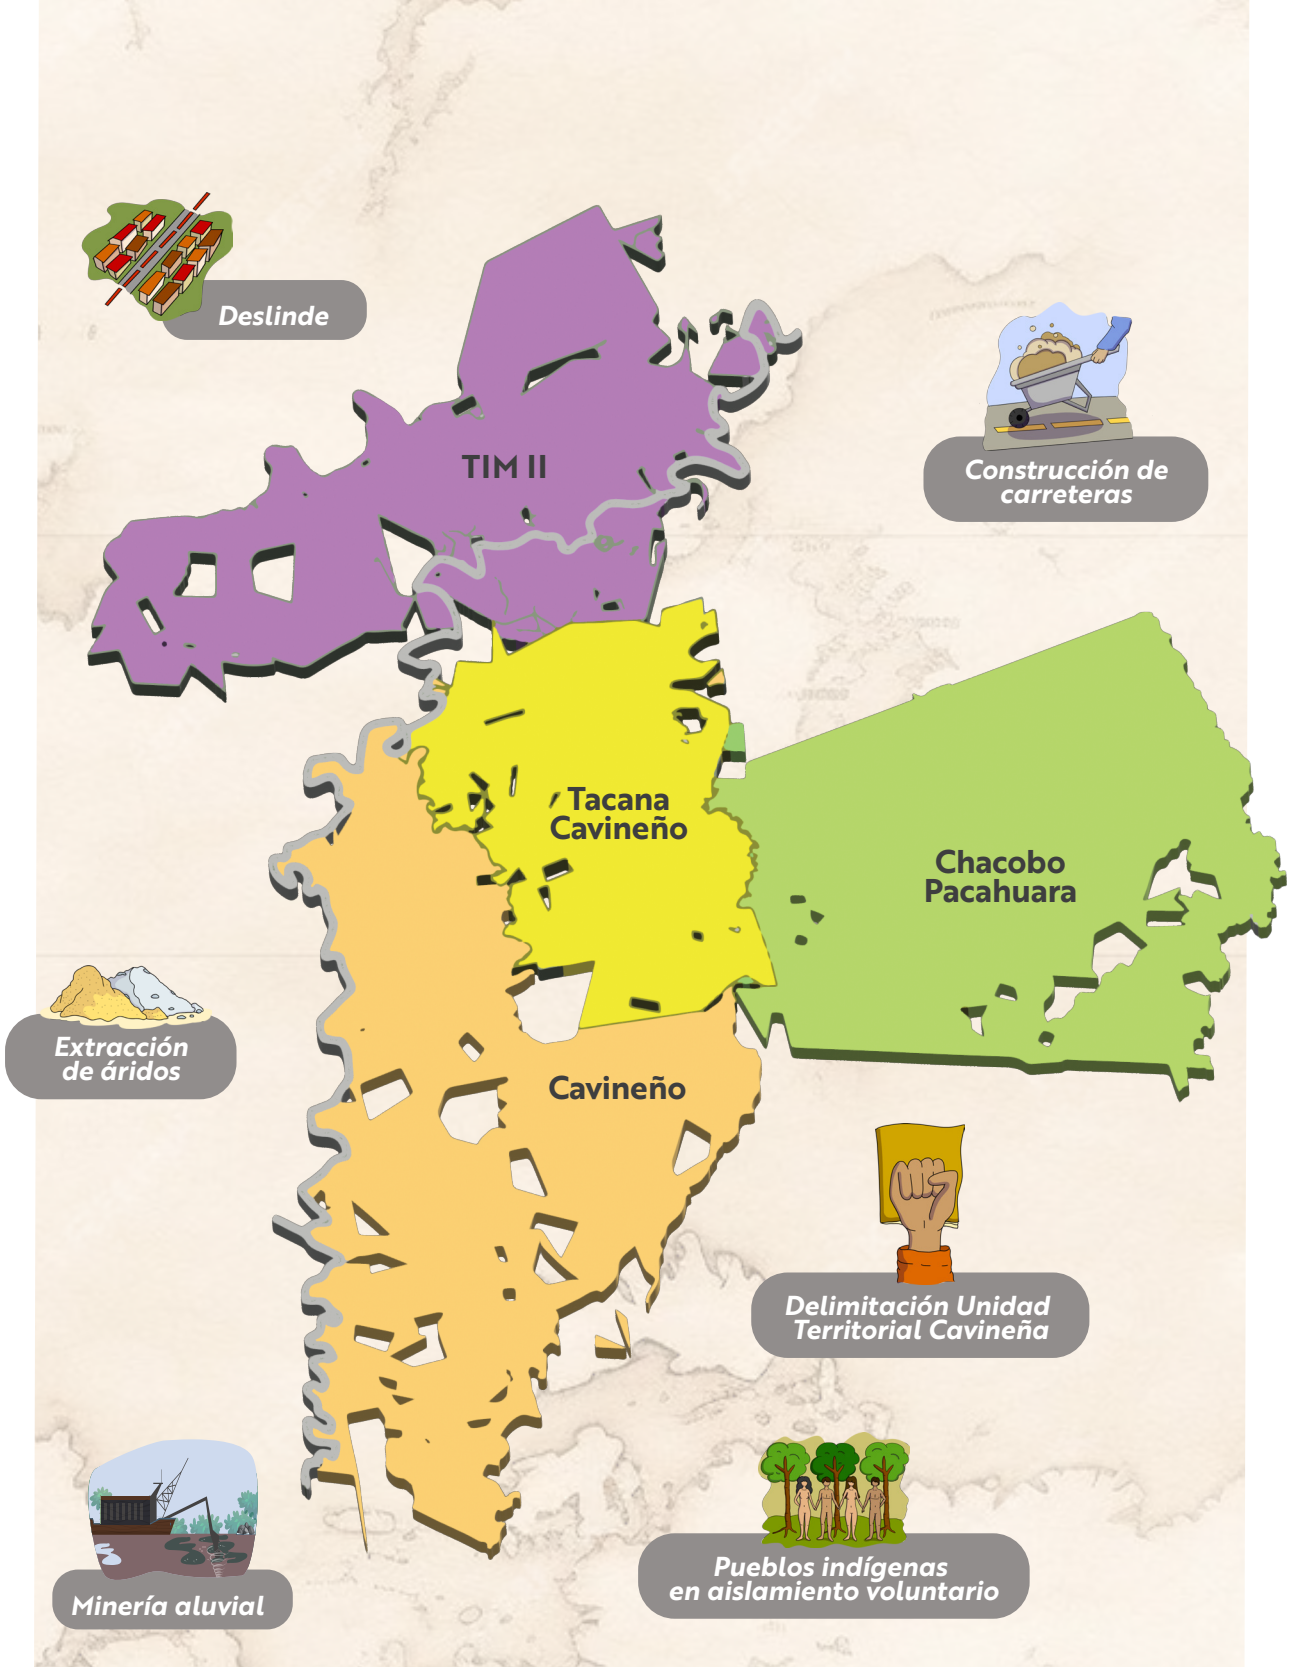 Deslinde
Construcción de
carreteras
TIM II
Tacana
Cavineño
Chacobo
Pacahuara
Extracción
de áridos
Cavineño
Delimitación Unidad
Territorial Cavineña
Pueblos indígenas
en aislamiento voluntario
Minería aluvial